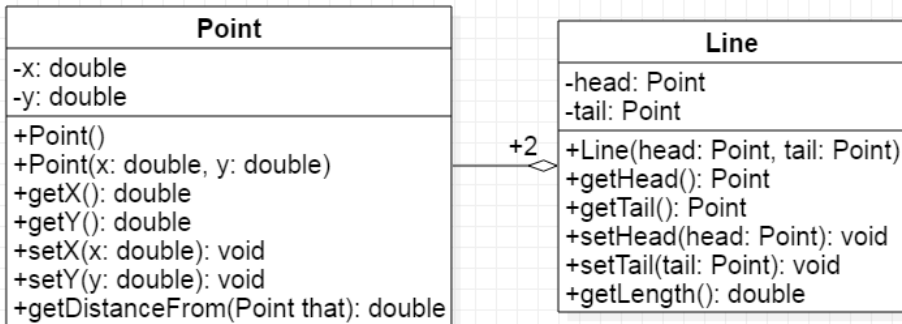 Point
-x: double
-y: double
+Point()
+Point(x: double, y: double)
+getX(): double
+getY(): double
+setX(x: double): void
+setY(y: double): void
+getDistanceFrom(Point that): double
+2
Line
-head: Point
-tail: Point
+Line(head: Point, tail: Point)
+getHead(): Point
+getTail(): Point
+setHead(head: Point): void
+setTail(tail: Point): void
+getLength(): double